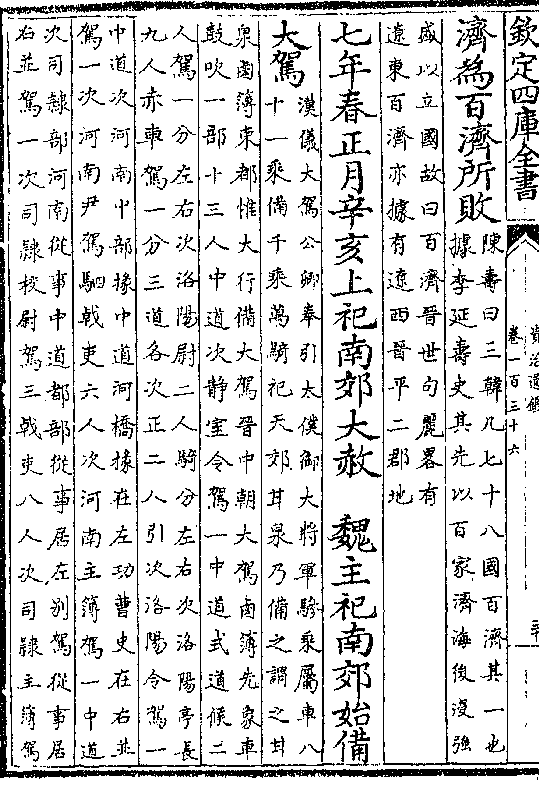 欽定四庫全書
資治通鑑
卷一百三十六
濟為百濟所敗
陳壽曰三韓凡七十八國百濟其一也
據李延壽史其先以百家濟海後浸強
盛以立國故曰百濟晉世句麗畧有
遼東百濟亦據有遼西晉平二郡地
七年春正月辛亥上祀南郊大赦　魏主祀南郊始備
大駕
漢儀大駕公卿奉引太僕御大將軍驂乘屬車八
十一乘備千乘萬騎祀天郊甘泉乃備之謂之甘
泉鹵簿東都惟大行備大駕晉中朝大駕鹵簿先象車
鼓吹一部十三人中道次静室令駕一中道式道候二
人駕一分左右次洛陽尉二人騎分左右次洛陽亭長
九人赤車駕一分三道各次正二人引次洛陽令駕一
中道次河南中部掾中道河橋掾在左功曹史在右並
駕一次河南尹駕駟戟吏六人次河南主簿駕一中道
次司隸部河南從事中道都部從事居左别駕從事居
右並駕一次司隸校尉駕三戟吏八人次司隸主簿駕